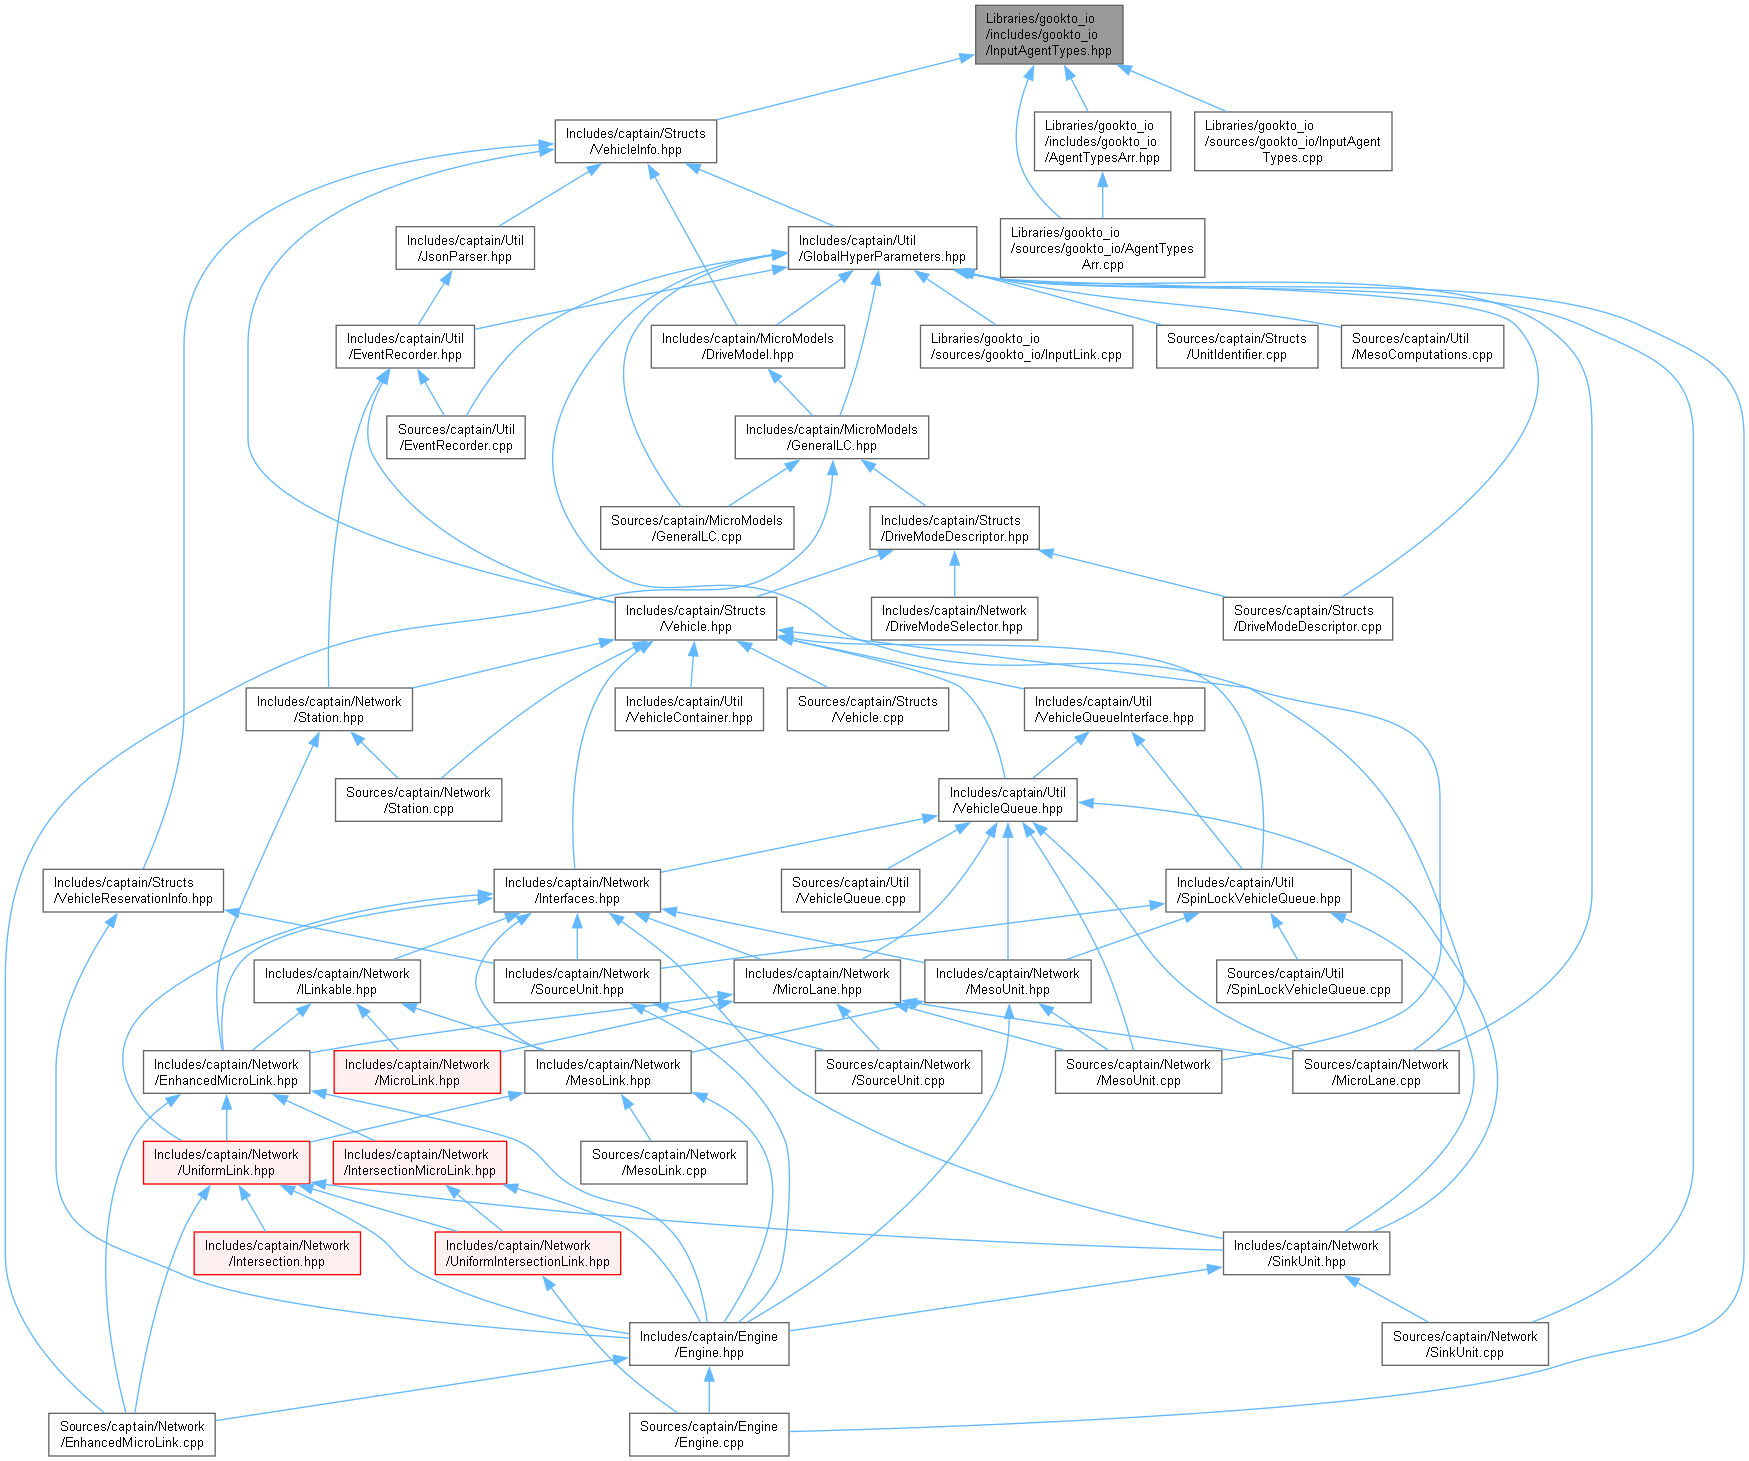 Libraries/gookto_io
/includes/gookto_io
/InputAgentTypes.hpp
Includes/captain/Structs
/VehicleInfo.hpp
Libraries/gookto_io
/includes/gookto_io
/AgentTypesArr.hpp
Libraries/gookto_io
/sources/gookto_io/InputAgent
Types.cpp
Includes/captain/Util
/JsonParser.hpp
Includes/captain/Util
/GlobalHyperParameters.hpp
Libraries/gookto_io
/sources/gookto_io/AgentTypes
Arr.cpp
Includes/captain/Util
/EventRecorder.hpp
Includes/captain/MicroModels
/DriveModel.hpp
Libraries/gookto_io
/sources/gookto_io/InputLink.cpp
Sources/captain/Structs
/UnitIdentifier.cpp
Sources/captain/Util
/MesoComputations.cpp
Sources/captain/Util
/EventRecorder.cpp
Includes/captain/MicroModels
/GeneralLC.hpp
Sources/captain/MicroModels
/GeneralLC.cpp
Includes/captain/Structs
/DriveModeDescriptor.hpp
Includes/captain/Structs
/Vehicle.hpp
Includes/captain/Network
/DriveModeSelector.hpp
Sources/captain/Structs
/DriveModeDescriptor.cpp
Includes/captain/Network
/Station.hpp
Includes/captain/Util
/VehicleContainer.hpp
Sources/captain/Structs
/Vehicle.cpp
Includes/captain/Util
/VehicleQueueInterface.hpp
Sources/captain/Network
/Station.cpp
Includes/captain/Util
/VehicleQueue.hpp
Includes/captain/Structs
/VehicleReservationInfo.hpp
Includes/captain/Network
/Interfaces.hpp
Sources/captain/Util
/VehicleQueue.cpp
Includes/captain/Util
/SpinLockVehicleQueue.hpp
Includes/captain/Network
/ILinkable.hpp
Includes/captain/Network
/SourceUnit.hpp
Includes/captain/Network
/MicroLane.hpp
Includes/captain/Network
/MesoUnit.hpp
Sources/captain/Util
/SpinLockVehicleQueue.cpp
Includes/captain/Network
/EnhancedMicroLink.hpp
Includes/captain/Network
/MicroLink.hpp
Includes/captain/Network
/MesoLink.hpp
Sources/captain/Network
/SourceUnit.cpp
Sources/captain/Network
/MesoUnit.cpp
Sources/captain/Network
/MicroLane.cpp
Includes/captain/Network
/UniformLink.hpp
Includes/captain/Network
/IntersectionMicroLink.hpp
Sources/captain/Network
/MesoLink.cpp
Includes/captain/Network
/Intersection.hpp
Includes/captain/Network
/UniformIntersectionLink.hpp
Includes/captain/Network
/SinkUnit.hpp
Includes/captain/Engine
/Engine.hpp
Sources/captain/Network
/SinkUnit.cpp
Sources/captain/Network
/EnhancedMicroLink.cpp
Sources/captain/Engine
/Engine.cpp